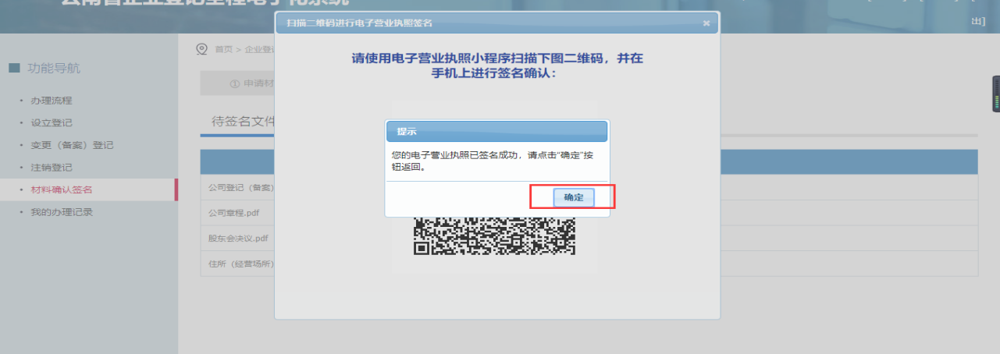 云南省企业登记全程电子化系统
出]
扫描二维码进行电子营业执照签名
功能导航
首页 > 企业登
请使用电子营业执照小程序扫描下图二维码，并在
手机上进行签名确认：
① 申请材
· 办理流程
· 设立登记
待签名文件
提示
· 变更（备案）登记
您的电子营业执照已签名成功，请点击“确定”按
钮返回。
· 注销登记
· 材料确认签名
公司登记（备案）
确定
· 我的办理记录
公司章程.pdf
股东会决议.pdf
住所（经营场所）